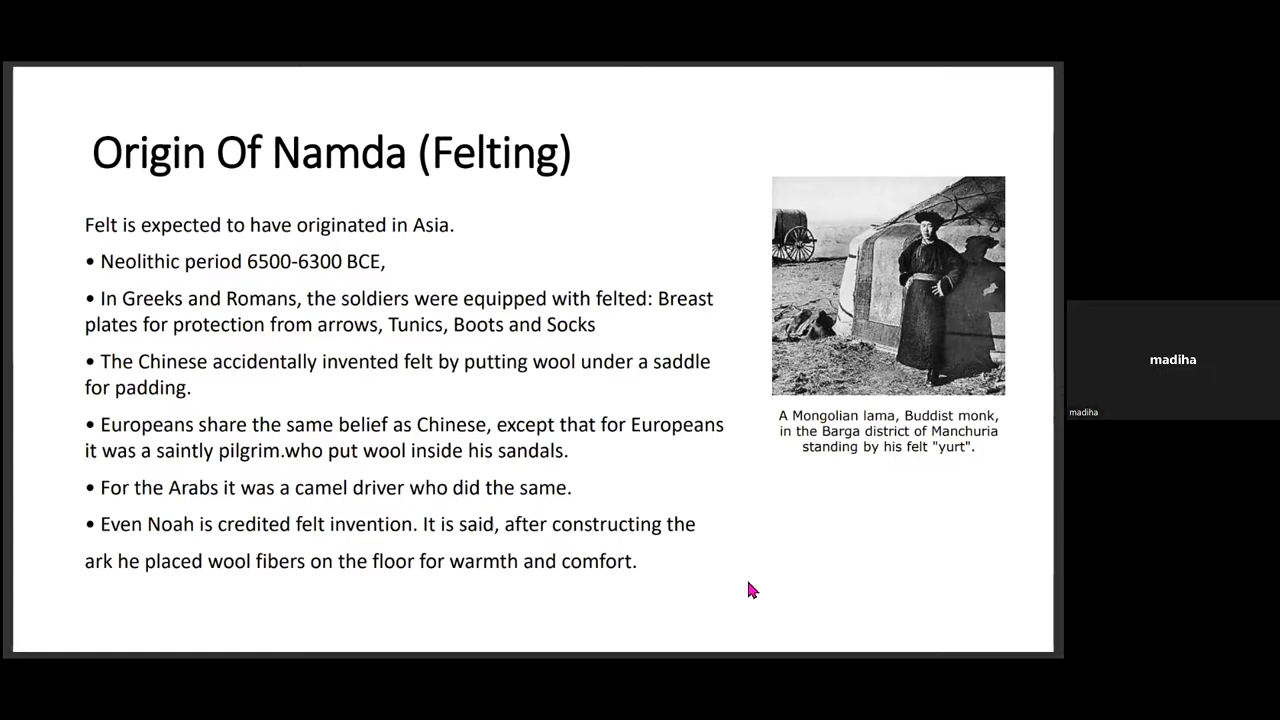 Origin Of Namda (Felting)
Felt is expected to have originated in Asia.
• Neolithic period 6500-6300 BCE,
• In Greeks and Romans, the soldiers were equipped with felted: Breast
plates for protection from arrows, Tunics, Boots and Socks
• The Chinese accidentally invented felt by putting wool under a saddle
for padding.
• Europeans share the same belief as Chinese, except that for Europeans
it was a saintly pilgrim.who put wool inside his sandals.
• For the Arabs it was a camel driver who did the same.
• Even Noah is credited felt invention. It is said, after constructing the
ark he placed wool fibers on the floor for warmth and comfort.
A Mongolian lama, Buddist monk,
in the Barga district of Manchuria
standing by his felt "yurt".
madiha
madiha